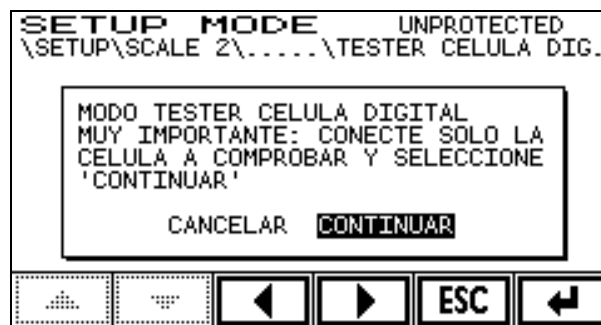 SETUP MODE UNPROTECTED
\SETUP\SCALE 2\.....\TESTER CELULA DIG.
MODO TESTER CELULA DIGITAL
MUY IMPORTANTE: CONECTE SOLO LA
CELULA A COMPROBAR Y SELECCIONE
'CONTINUAR'
CANCELAR CONTINUAR
ESC